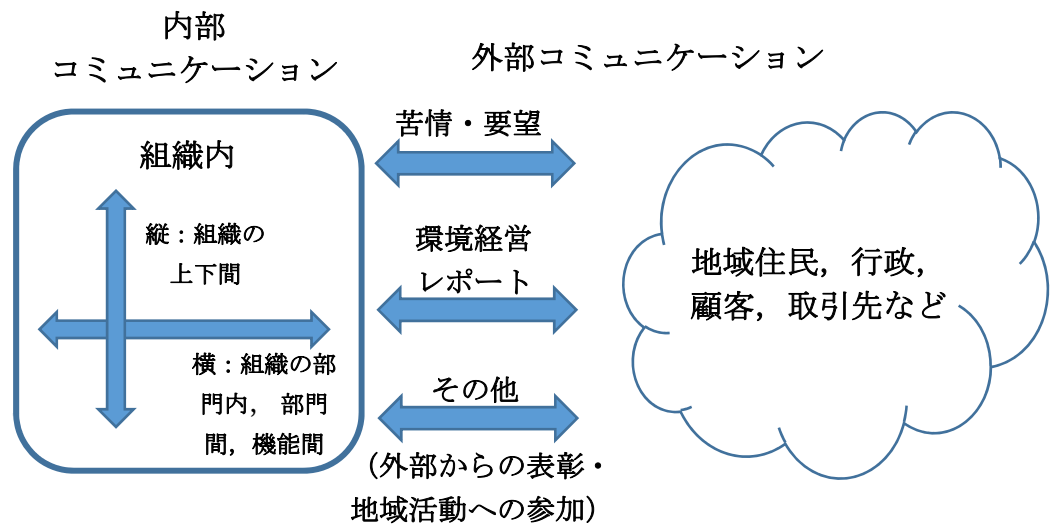 内部
コミュニケーション
外部コミュニケーション
組織内
縦：組織の
上下間
横：組織の部
門内， 部門
間，機能間
苦情・要望
環境経営
レポート
その他
（外部からの表彰・
地域活動への参加）
地域住民，行政，
顧客，取引先など